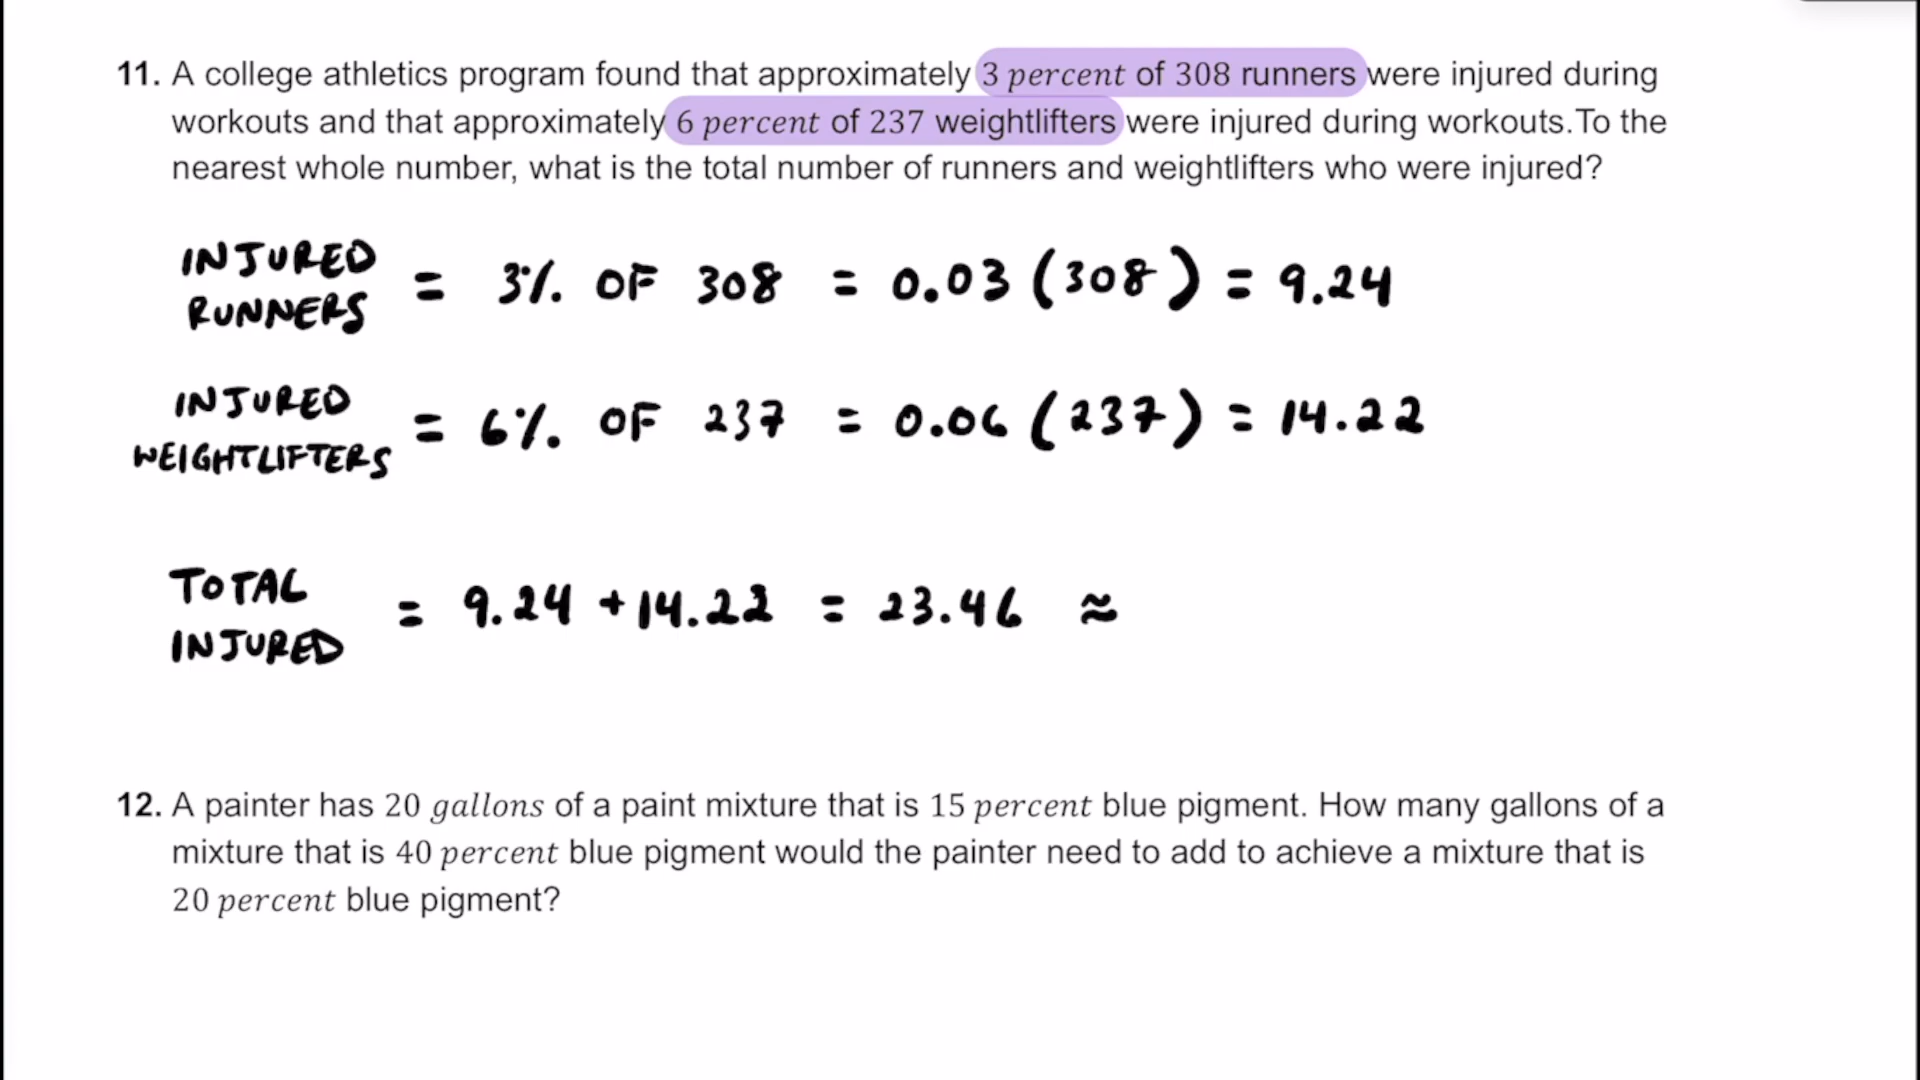 11. A college athletics program found that approximately 3 percent of 308 runners were injured during
workouts and that approximately 6 percent of 237 weightlifters were injured during workouts.To the
nearest whole number, what is the total number of runners and weightlifters who were injured?
INJURED
RUNNERS = 3% OF 308 = 0.03 (308) = 9.24
INJURED
WEIGHTLIFTERS = 6% OF 237 = 0.06 (237) = 14.22
TOTAL
INJURED = 9.24 + 14.22 = 23.46 ≈
12. A painter has 20 gallons of a paint mixture that is 15 percent blue pigment. How many gallons of a
mixture that is 40 percent blue pigment would the painter need to add to achieve a mixture that is
20 percent blue pigment?